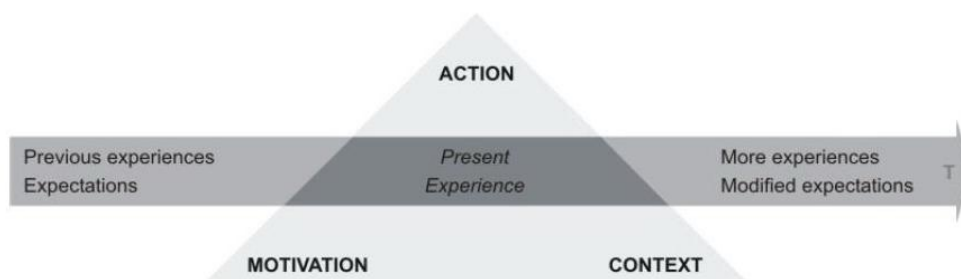 ACTION
Previous experiences
Expectations
Present
Experience
More experiences
Modified expectations
T
MOTIVATION
CONTEXT